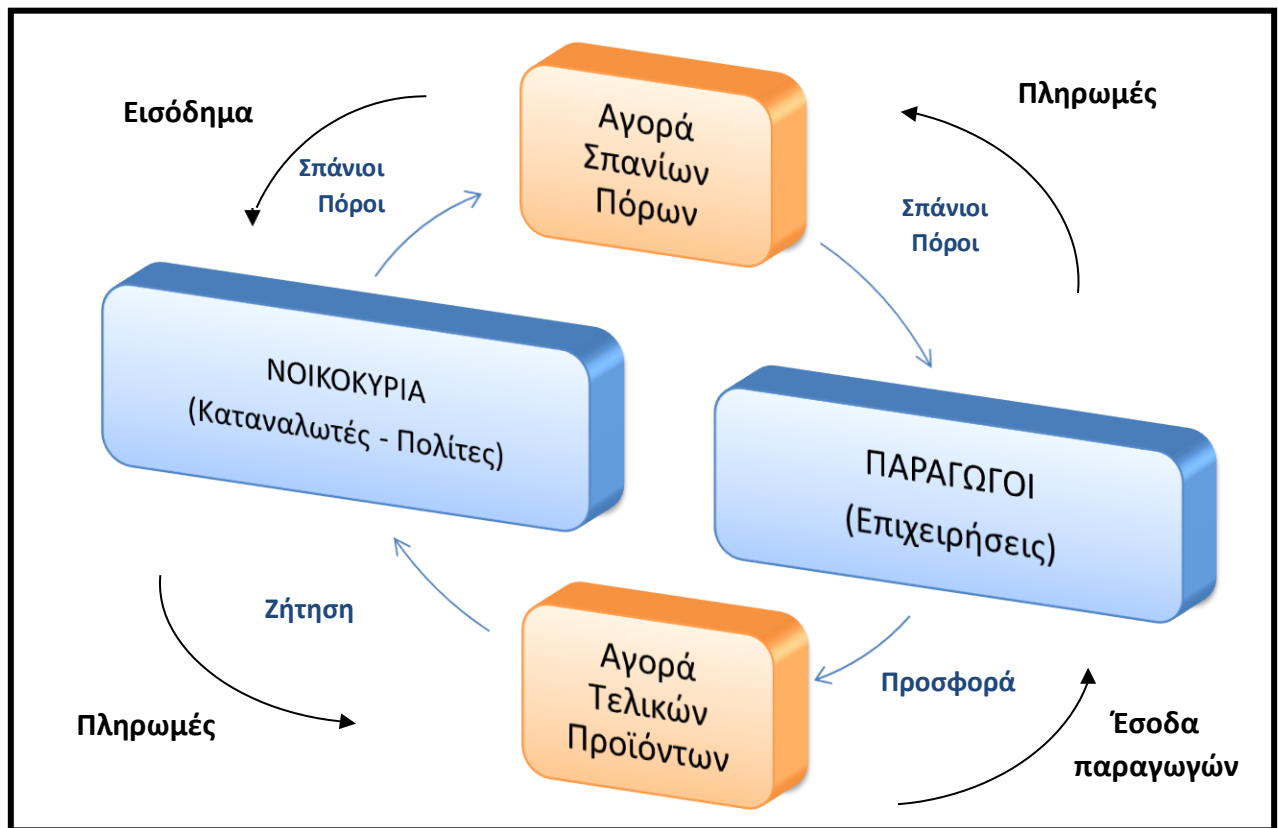 Εισόδημα
Αγορά
Σπανίων
Πόρων
Πληρωμές
Σπάνιοι
Πόροι
Σπάνιοι
Πόροι
ΝΟΙΚΟΚΥΡΙΑ
(Καταναλωτές - Πολίτες)
ΠΑΡΑΓΩΓΟΙ
(Επιχειρήσεις)
Ζήτηση
Αγορά
Τελικών
Προϊόντων
Προσφορά
Πληρωμές
Έσοδα
παραγωγών